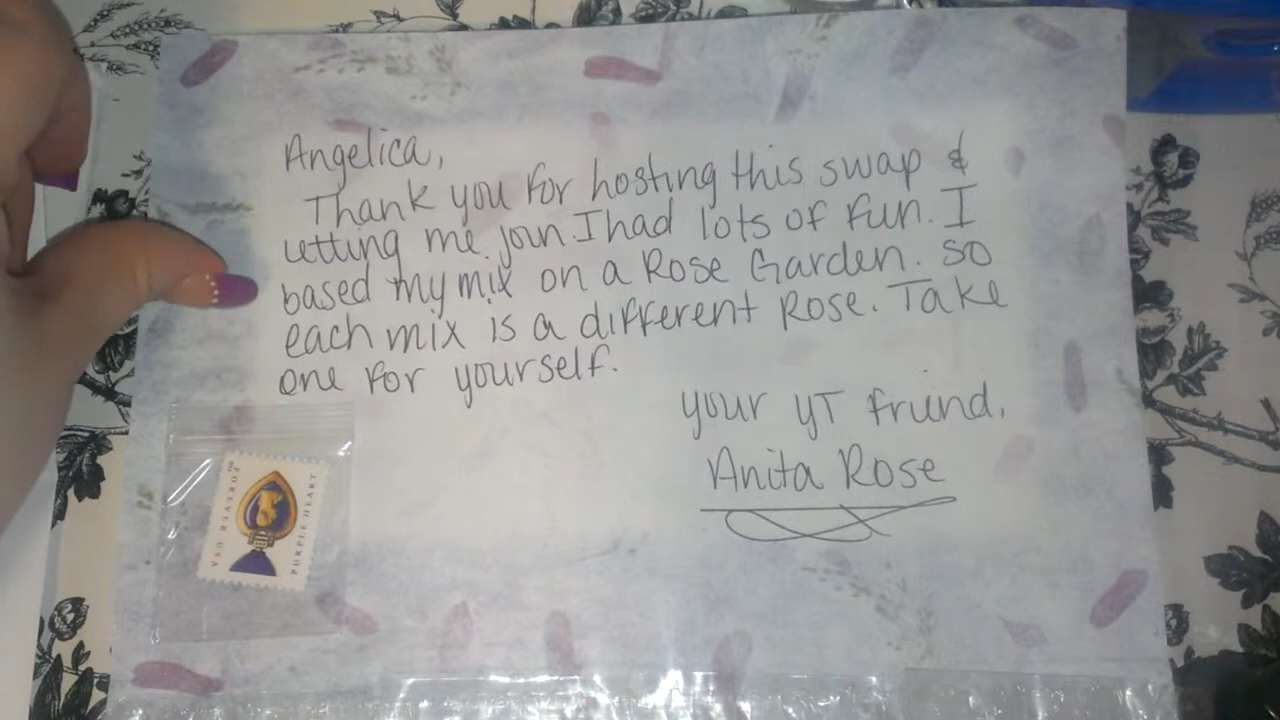 Angelica,
Thank you for hosting this swap &
letting me join. I had lots of fun. I
based my mix on a Rose Garden. So
each mix is a different Rose. Take
one for yourself.
your YT friend,
Anita Rose
USA FOREVER
PURPLE HEART